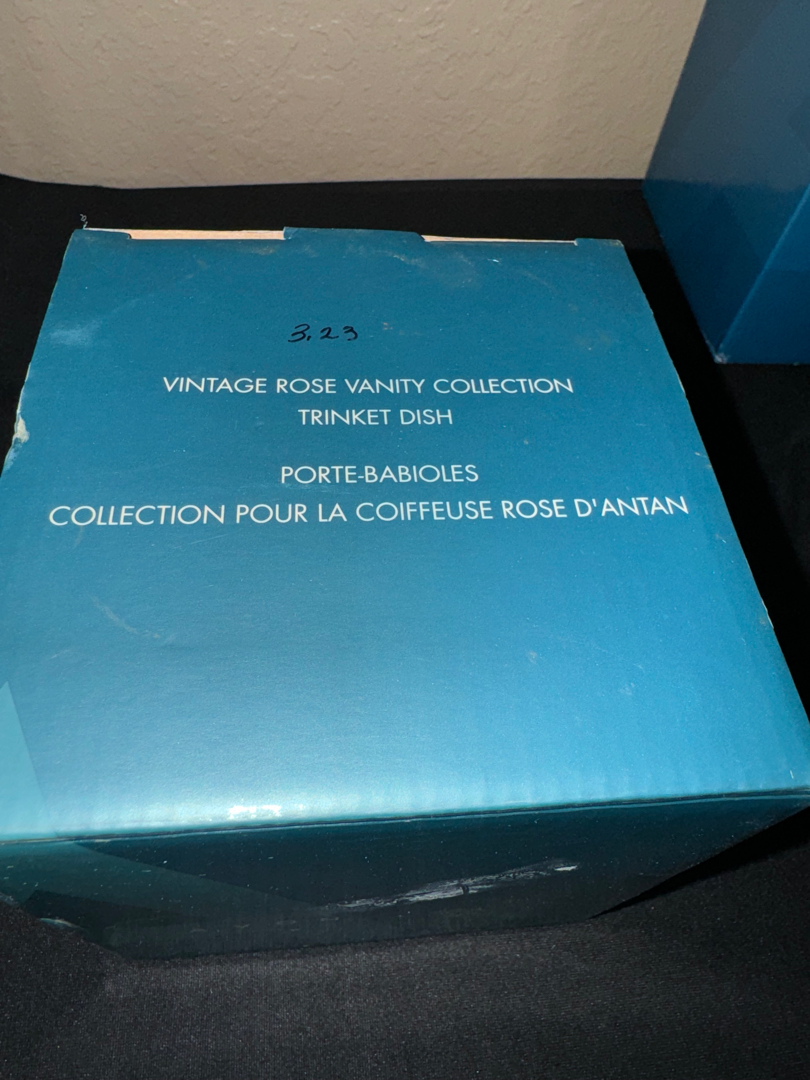 3.23
VINTAGE ROSE VANITY COLLECTION
TRINKET DISH
PORTE-BABIOLES
COLLECTION POUR LA COIFFEUSE ROSE D'ANTAN